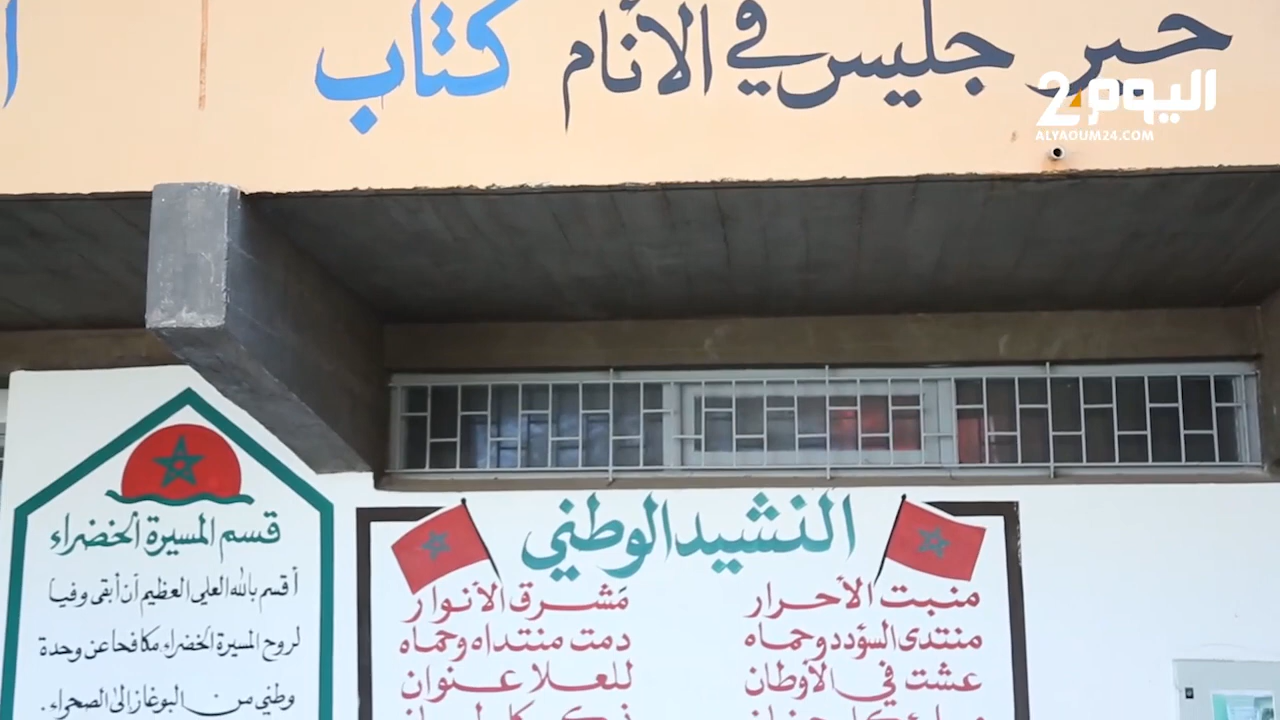 خير جليس في الأنام كتاب
اليوم 24
ALYAOUM24.COM
قسم المسيرة الخضراء
أقسم بالله العلي العظيم أن أبقى وفيا
لروح المسيرة الخضراء مكافحا عن وحدة
وطني من البوغاز إلى الصحراء .
النشيد الوطني
منبت الأحرار مَشرق الأنوار
منتدى السؤدد وحماه دمت منتداه وحماه
عشت في الأوطان للعلا عنوان